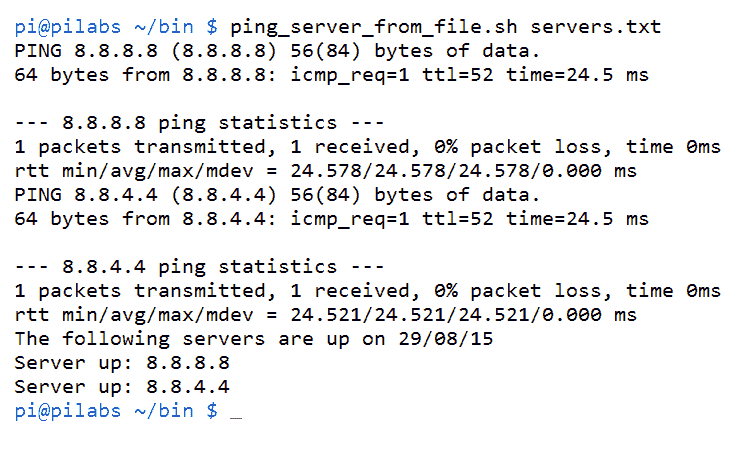 pi@pilabs ~/bin $ ping_server_from_file.sh servers.txt
PING 8.8.8.8 (8.8.8.8) 56(84) bytes of data.
64 bytes from 8.8.8.8: icmp_req=1 ttl=52 time=24.5 ms
--- 8.8.8.8 ping statistics ---
1 packets transmitted, 1 received, 0% packet loss, time 0ms
rtt min/avg/max/mdev = 24.578/24.578/24.578/0.000 ms
PING 8.8.4.4 (8.8.4.4) 56(84) bytes of data.
64 bytes from 8.8.4.4: icmp_req=1 ttl=52 time=24.5 ms
--- 8.8.4.4 ping statistics ---
1 packets transmitted, 1 received, 0% packet loss, time 0ms
rtt min/avg/max/mdev = 24.521/24.521/24.521/0.000 ms
The following servers are up on 29/08/15
Server up: 8.8.8.8
Server up: 8.8.4.4
pi@pilabs ~/bin $ _